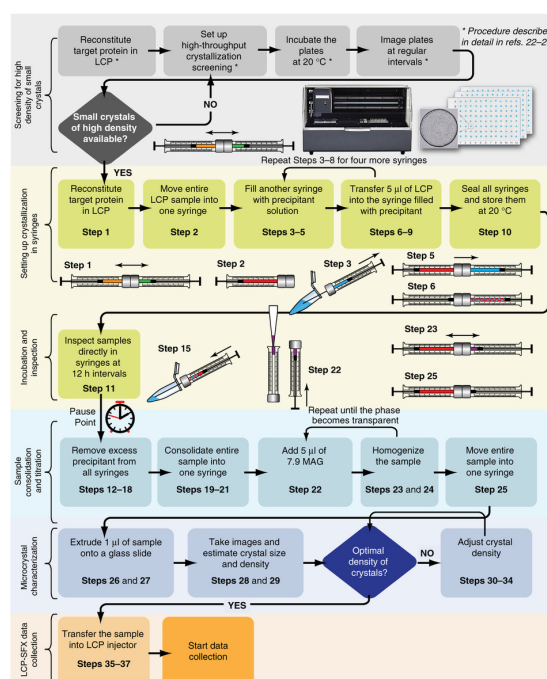 Screening for high
density of small
crystals
Reconstitute
target protein in
LCP *
Set up
high-throughput
crystallization
screening *
Incubate the
plates
at 20 °C *
Image plates
at regular
intervals *
* Procedure describe
in detail in refs. 22–2
NO
Small crystals
of high density
available?
YES
Repeat Steps 3–8 for four more syringes
Setting up crystallization
in syringes
Reconstitute
target protein
in LCP
Step 1
Move entire
LCP sample into
one syringe
Step 2
Fill another syringe
with precipitant
solution
Steps 3–5
Transfer 5 µl of LCP
into the syringe filled
with precipitant
Steps 6–9
Seal all syringes
and store them
at 20 °C
Step 10
Step 1
Step 2
Step 3
Step 5
Step 6
Incubation and
inspection
Inspect samples
directly in
syringes at
12 h intervals
Step 11
Step 15
Step 22
Step 23
Step 25
Pause
Point
Repeat until the phase
becomes transparent
Sample
consolidation
and titration
Remove excess
precipitant from
all syringes
Steps 12–18
Consolidate entire
sample into
one syringe
Steps 19–21
Add 5 µl of
7.9 MAG
Step 22
Homogenize
the sample
Steps 23 and 24
Move entire
sample into
one syringe
Step 25
Microcrystal
characterization
Extrude 1 µl of sample
onto a glass slide
Steps 26 and 27
Take images and
estimate crystal size
and density
Steps 28 and 29
Optimal
density of
crystals?
NO
Adjust crystal
density
Steps 30–34
YES
LCP-SFX data
collection
Transfer the sample
into LCP injector
Steps 35–37
Start data
collection